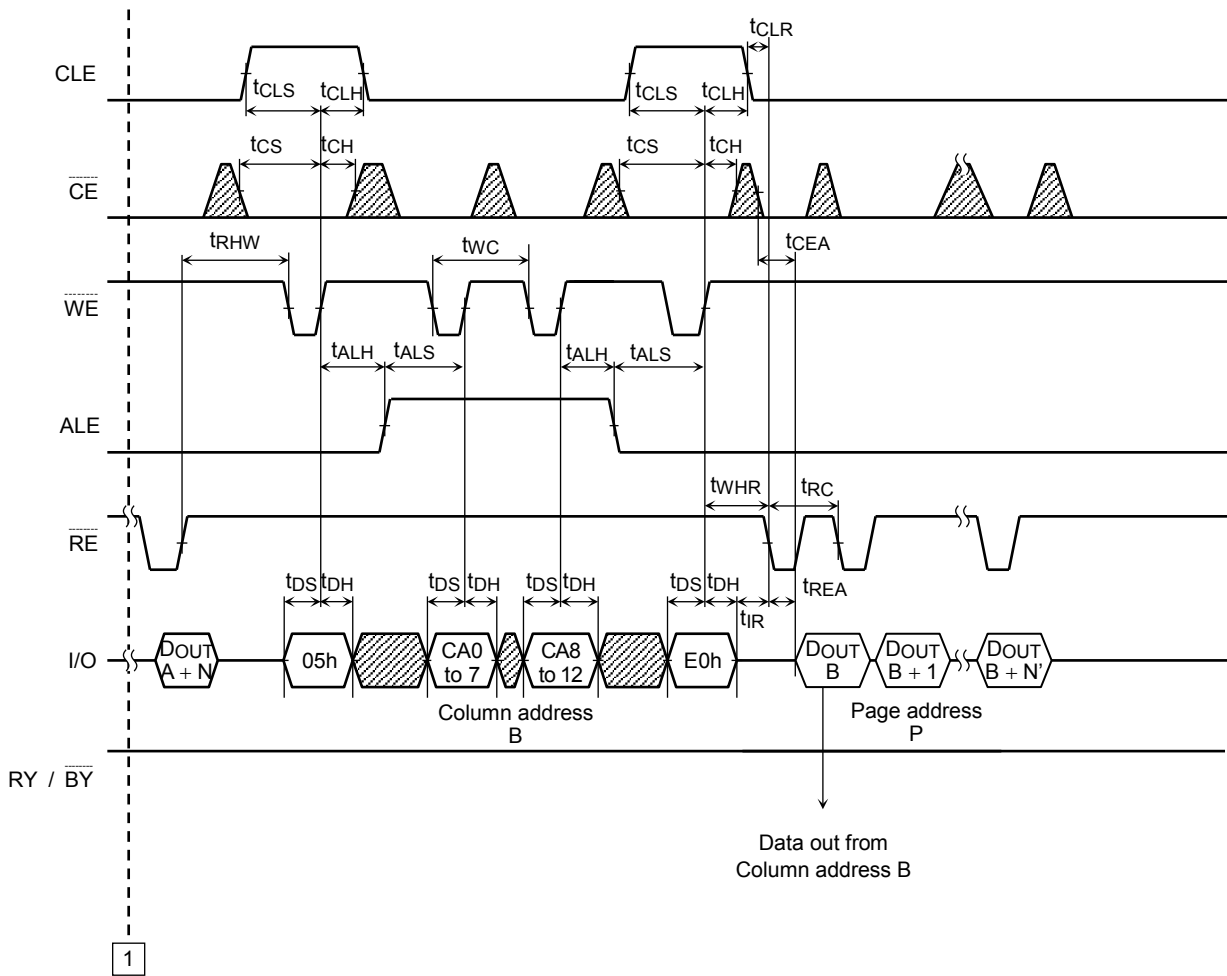 tCLR
CLE
tCLS tCLH tCLS tCLH
tCS tCH tCS tCH
CE
tRHW tWC tCEA
WE
tALH tALS tALH tALS
ALE
tWHR tRC
RE
tDS tDH tDS tDH tDS tDH tDS tDH tREA
tIR
I/O DOUT A + N 05h CA0 to 7 CA8 to 12 E0h DOUT B DOUT B + 1 DOUT B + N'
Column address
B
Page address
P
RY / BY
Data out from
Column address B
1